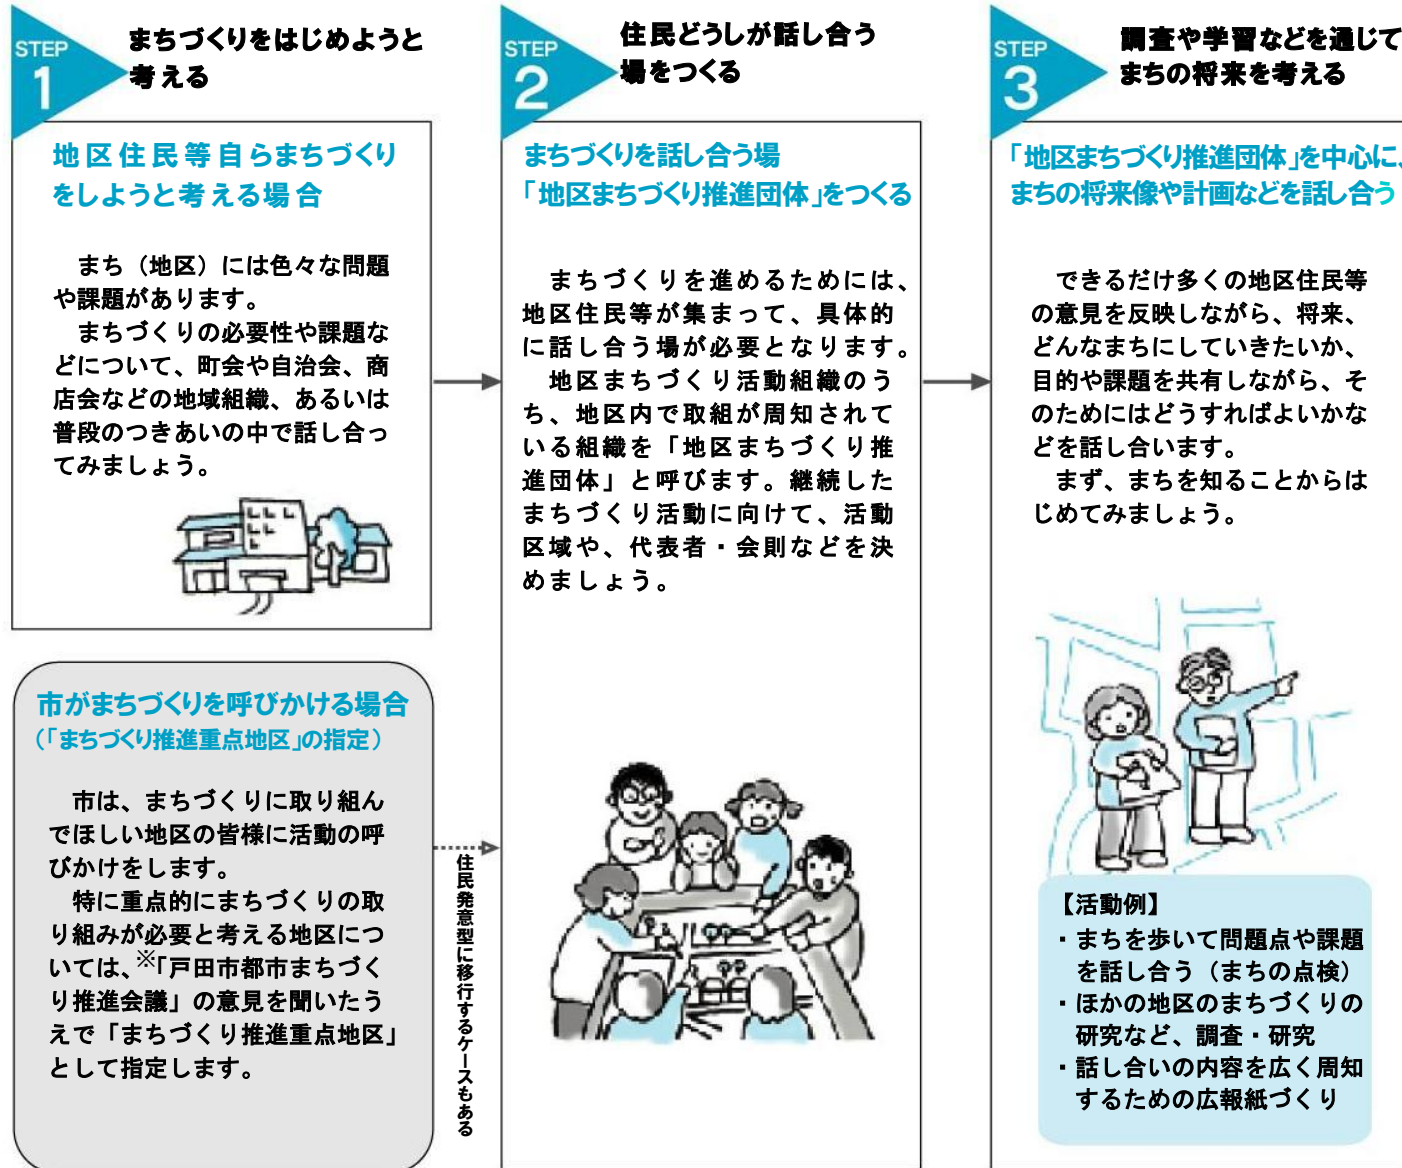 STEP
1
まちづくりをはじめようと
考える
地区住民等自らまちづくり
をしようと考える場合
まち（地区）には色々な問題
や課題があります。
まちづくりの必要性や課題な
どについて、町会や自治会、商
店会などの地域組織、あるいは
普段のつきあいの中で話し合っ
てみましょう。
市がまちづくりを呼びかける場合
（「まちづくり推進重点地区」の指定）
市は、まちづくりに取り組ん
でほしい地区の皆様に活動の呼
びかけをします。
特に重点的にまちづくりの取
り組みが必要と考える地区につ
いては、※「戸田市都市まちづく
り推進会議」の意見を聞いたう
えで「まちづくり推進重点地区」
として指定します。
住民発意型に移行するケースもある
STEP
2
住民どうしが話し合う
場をつくる
まちづくりを話し合う場
「地区まちづくり推進団体」をつくる
まちづくりを進めるためには、
地区住民等が集まって、具体的
に話し合う場が必要となります。
地区まちづくり活動組織のう
ち、地区内で取組が周知されて
いる組織を「地区まちづくり推
進団体」と呼びます。継続した
まちづくり活動に向けて、活動
区域や、代表者・会則などを決
めましょう。
STEP
3
調査や学習などを通じて
まちの将来を考える
「地区まちづくり推進団体」を中心に、
まちの将来像や計画などを話し合う
できるだけ多くの地区住民等
の意見を反映しながら、将来、
どんなまちにしていきたいか、
目的や課題を共有しながら、そ
のためにはどうすればよいかな
どを話し合います。
まず、まちを知ることからは
じめてみましょう。
【活動例】
・まちを歩いて問題点や課題
を話し合う（まちの点検）
・ほかの地区のまちづくりの
研究など、調査・研究
・話し合いの内容を広く周知
するための広報紙づくり